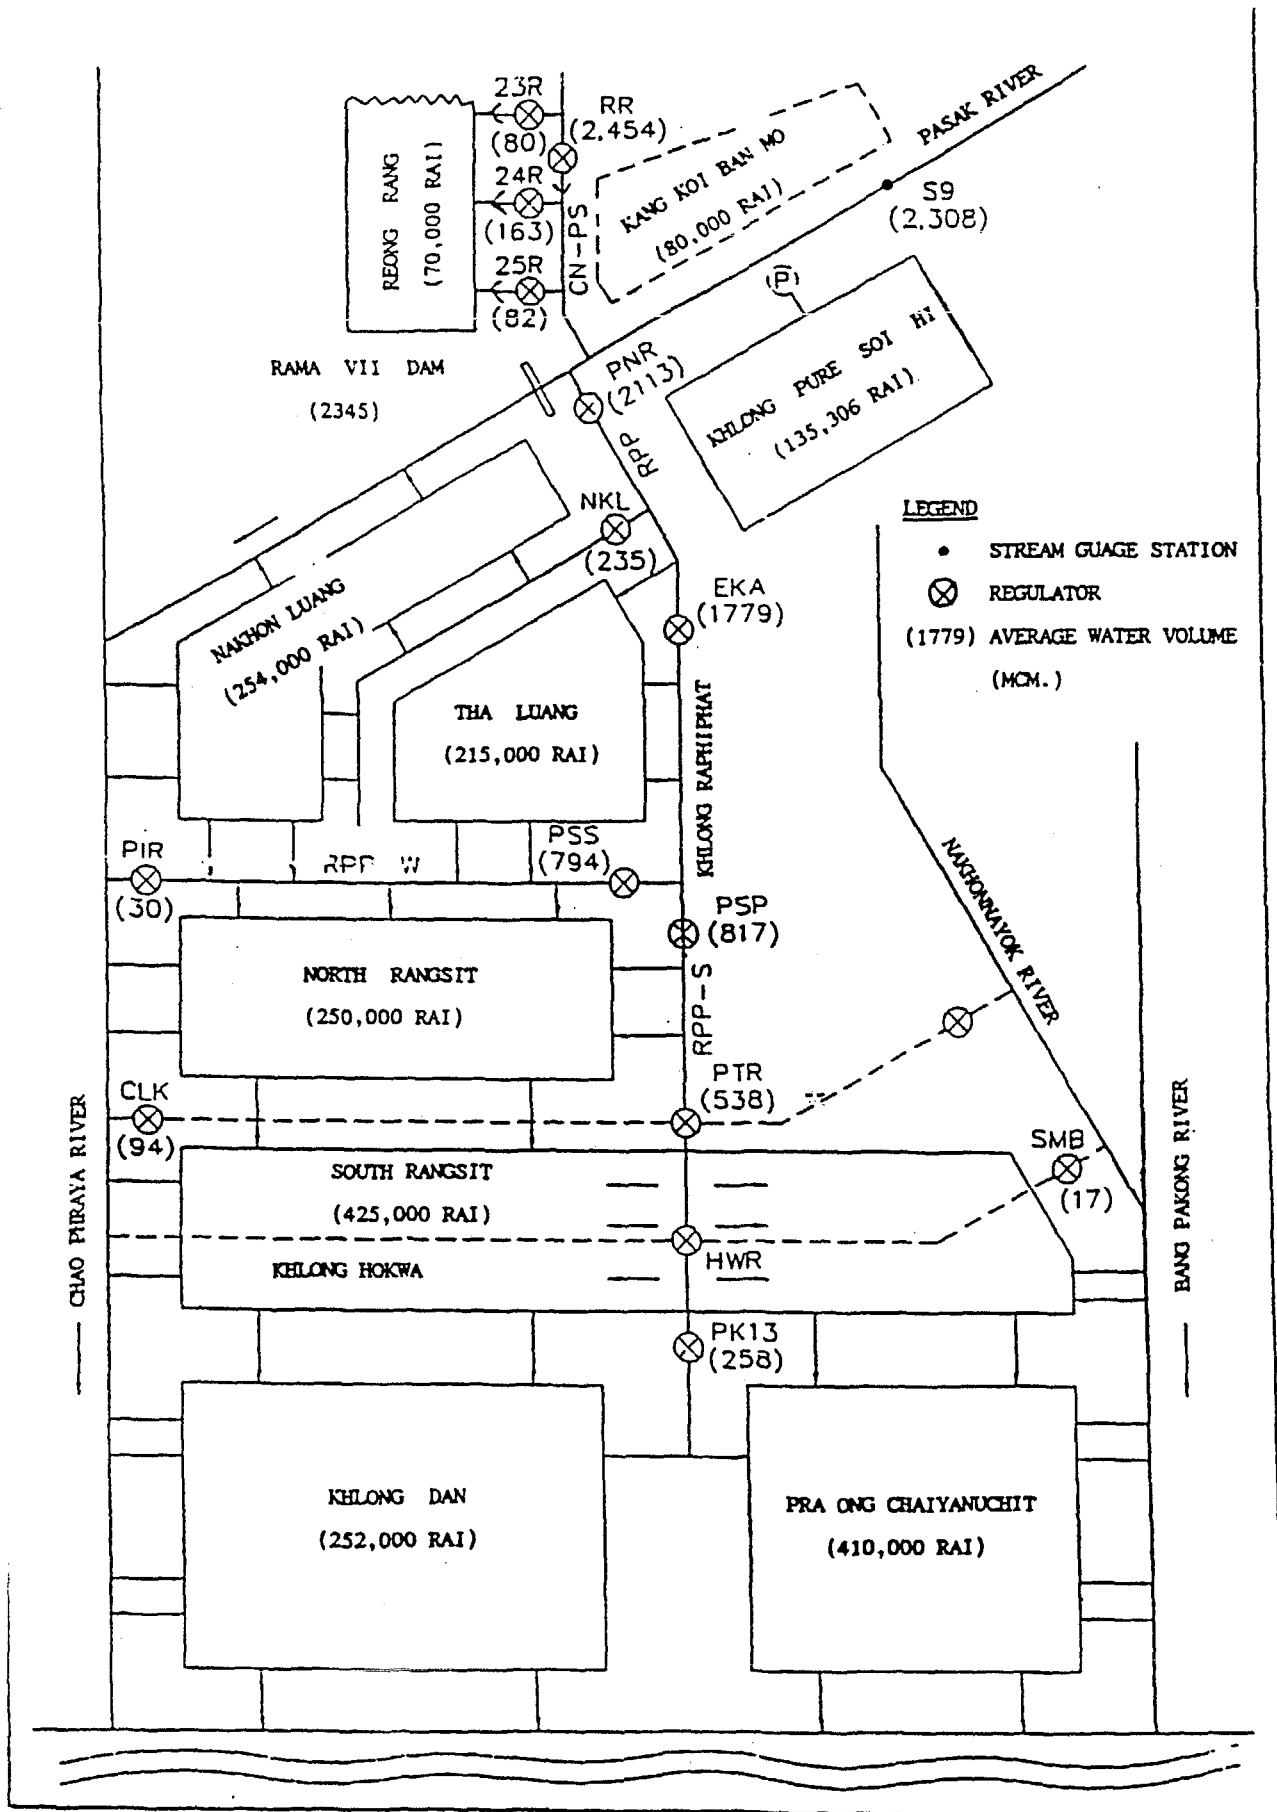 23R
(80)
RR
(2.454)
24R
(163)
25R
(82)
REONG RANG
(70,000 RAI)
CN-PS
KANG KOI BAN MO
(80,000 RAI)
PASAK RIVER
S9
(2.308)
(P)
RAMA VII DAM
(2345)
PNR
(2113)
RPP
KHLONG PURE SOI HI
(135,306 RAI)
NKL
(235)
LEGEND
STREAM GUAGE STATION
REGULATOR
(1779) AVERAGE WATER VOLUME
(MCM.)
EKA
(1779)
NAKHON LUANG
(254,000 RAI)
THA LUANG
(215,000 RAI)
KHLONG RAPHIPHAT
PIR
(30)
RPP W
PSS
(794)
PSP
(817)
NAKHONNAYOK RIVER
NORTH RANGSIT
(250,000 RAI)
RPP-S
CLK
(94)
PTR
(538)
SMB
(17)
SOUTH RANGSIT
(425,000 RAI)
KHLONG HOKWA
HWR
CHAO PHRAYA RIVER
BANG PAKONG RIVER
PK13
(258)
KHLONG DAN
(252,000 RAI)
PRA ONG CHAIYANUCHIT
(410,000 RAI)